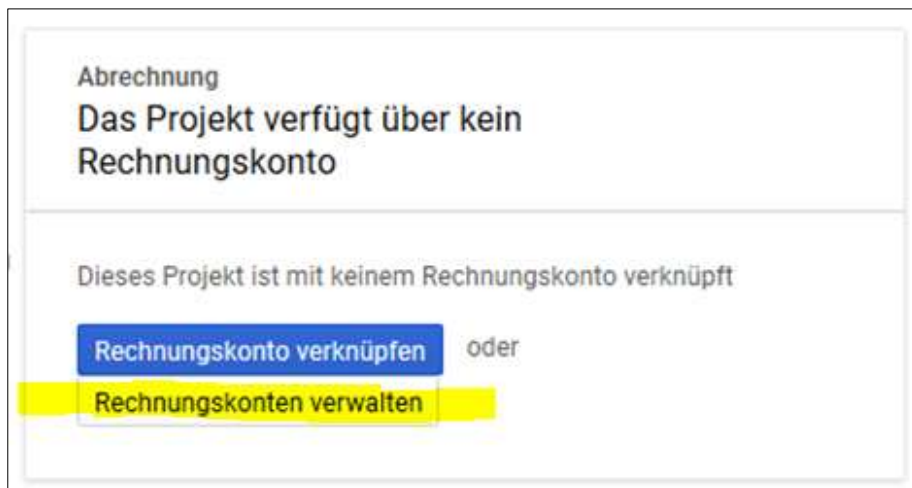 Abrechnung
Das Projekt verfügt über kein
Rechnungskonto
Dieses Projekt ist mit keinem Rechnungskonto verknüpft
Rechnungskonto verknüpfen oder
Rechnungskonten verwalten